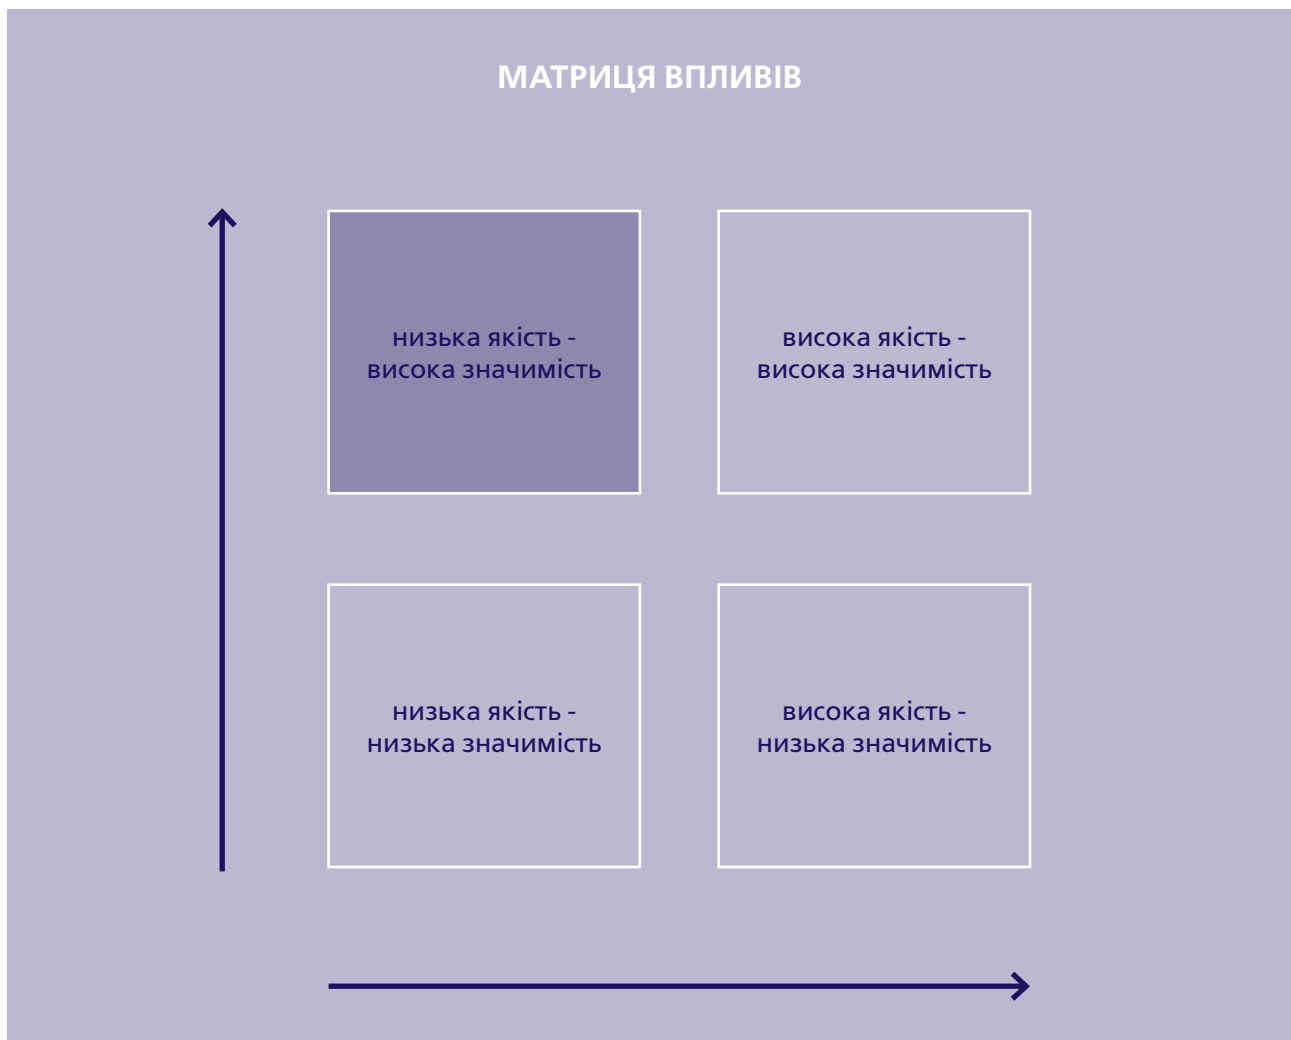 МАТРИЦЯ ВПЛИВІВ
низька якість -
висока значимість
висока якість -
висока значимість
низька якість -
низька значимість
висока якість -
низька значимість